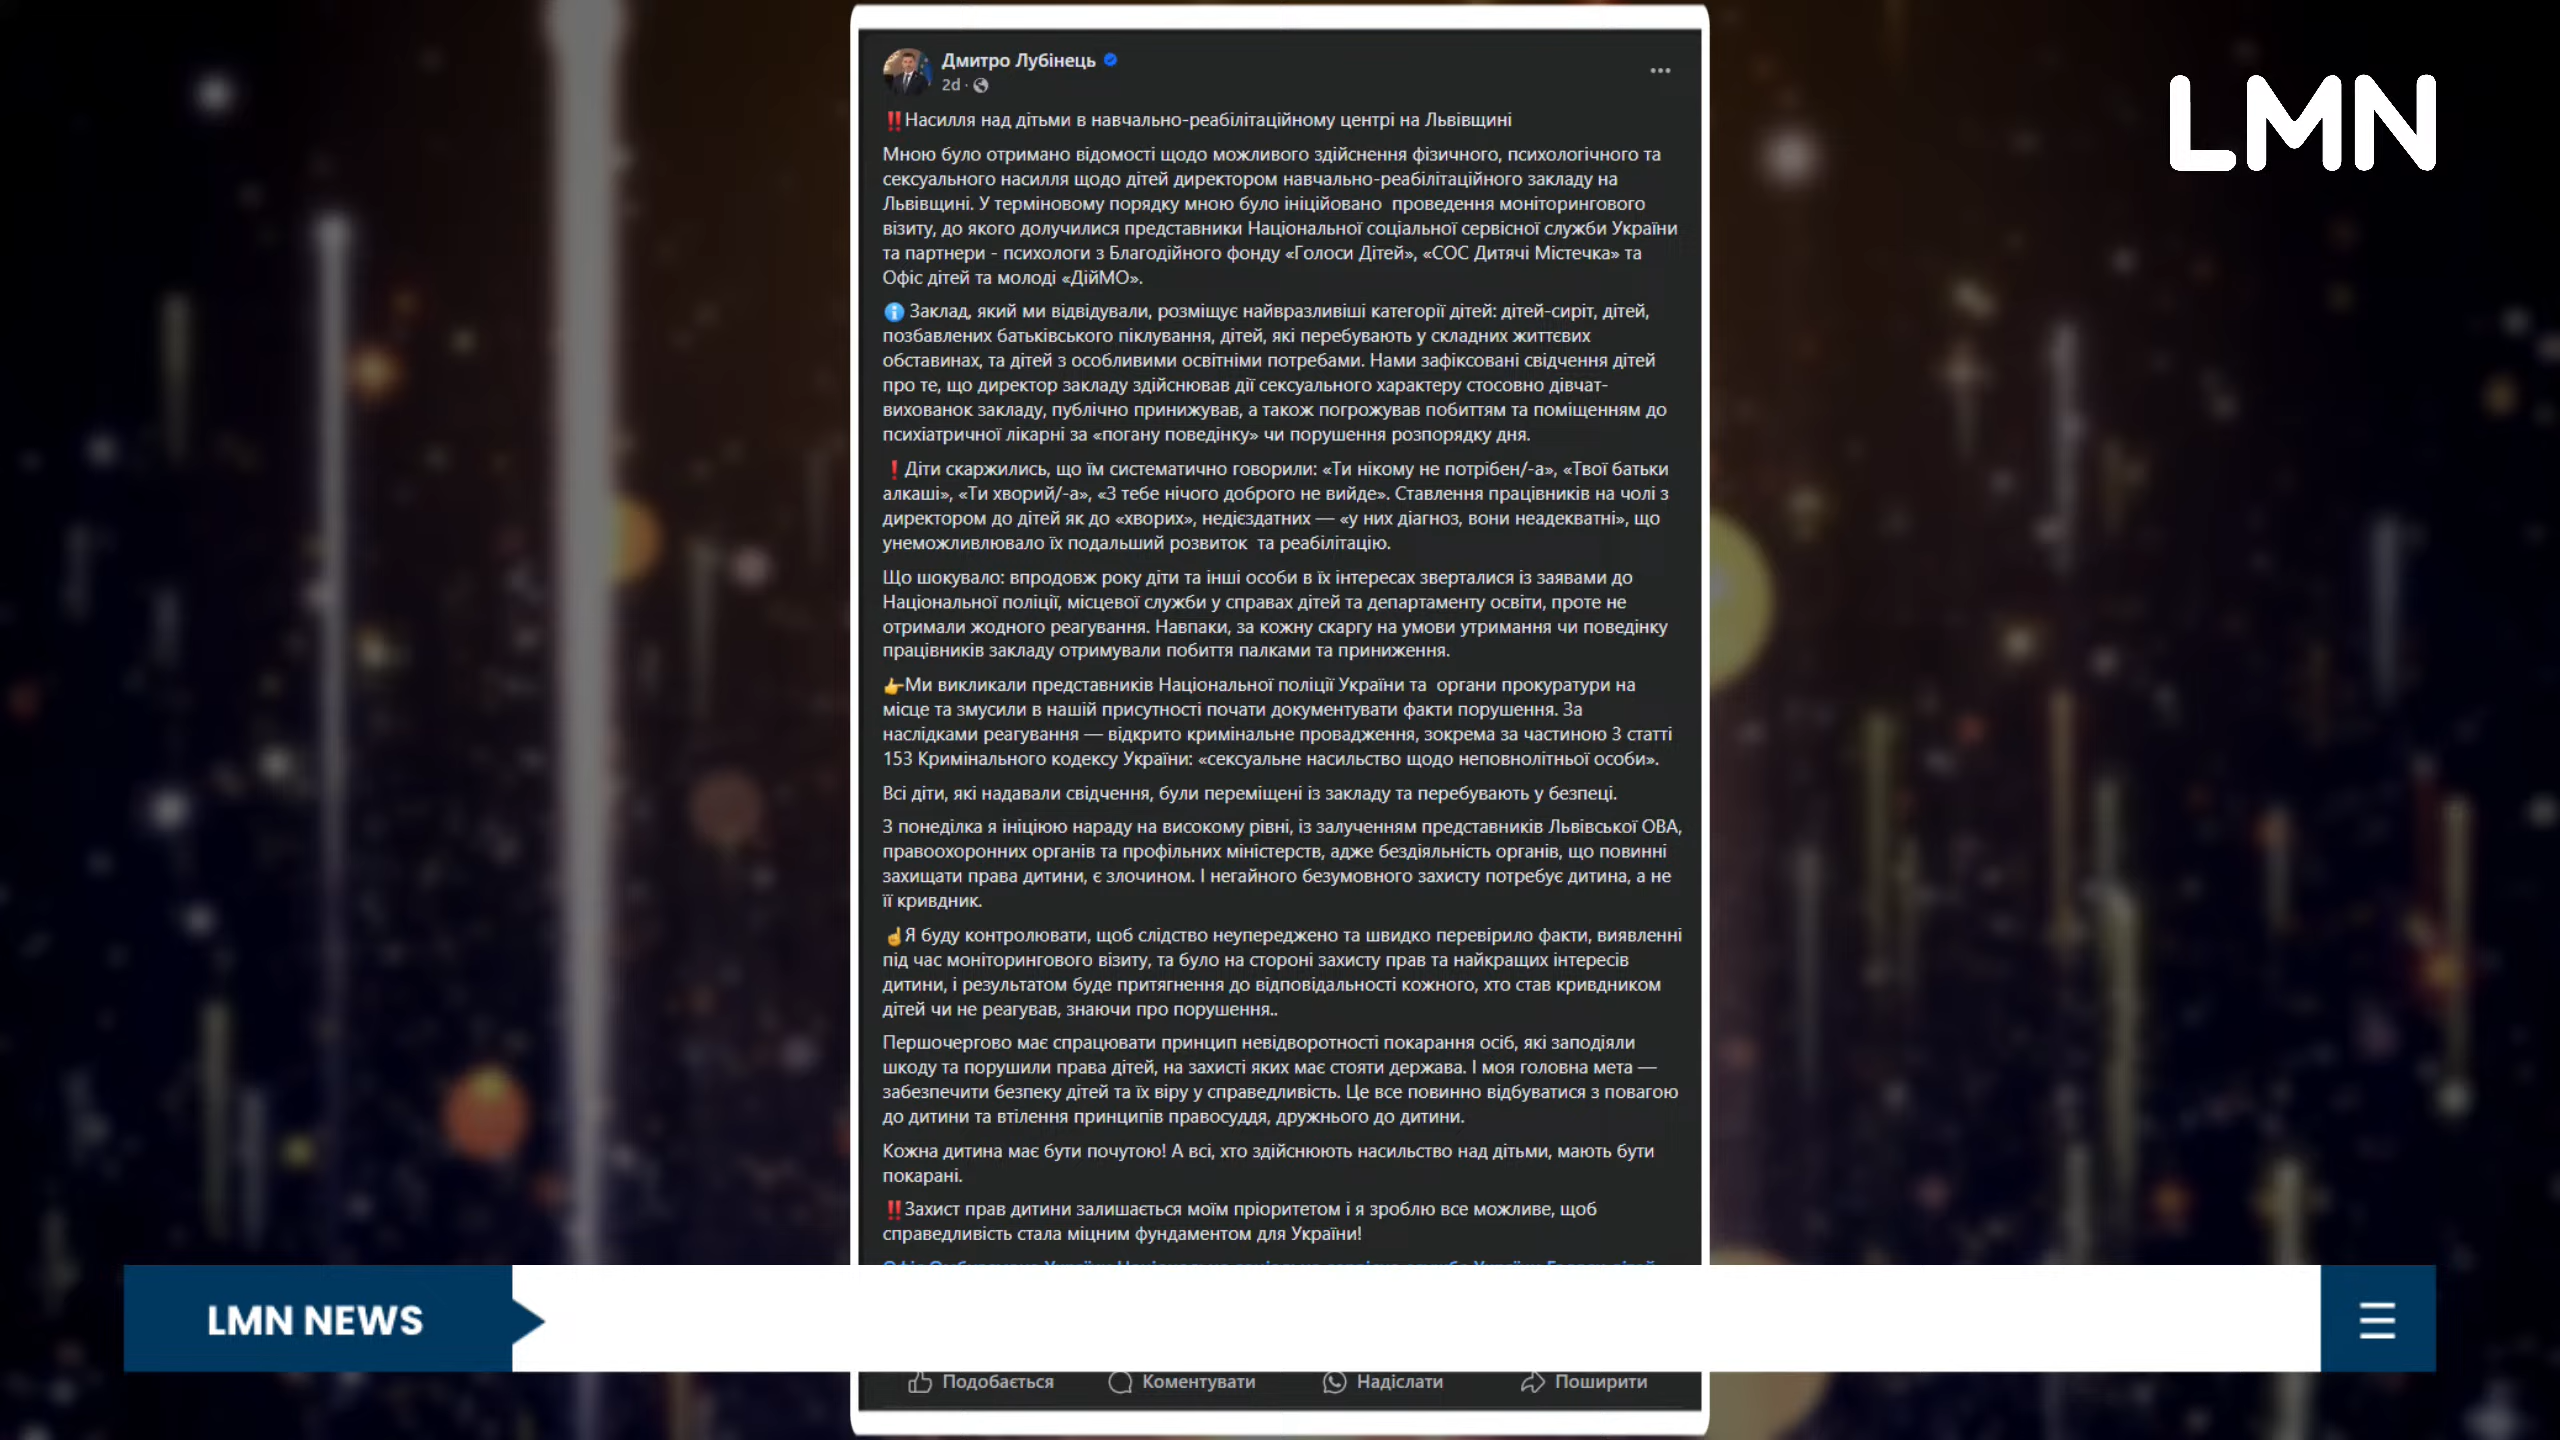 Дмитро Лубінець
2d
LMN
‼️Насилля над дітьми в навчально-реабілітаційному центрі на Львівщині
Мною було отримано відомості щодо можливого здійснення фізичного, психологічного та
сексуального насилля щодо дітей директором навчально-реабілітаційного закладу на
Львівщині. У терміновому порядку мною було ініційовано проведення моніторингового
візиту, до якого долучилися представники Національної соціальної сервісної служби України
та партнери - психологи з Благодійного фонду «Голоси Дітей», «СОС Дитячі Містечка» та
Офіс дітей та молоді «ДійМО».
ℹ️ Заклад, який ми відвідували, розміщує найвразливіші категорії дітей: дітей-сиріт, дітей,
позбавлених батьківського піклування, дітей, які перебувають у складних життєвих
обставинах, та дітей з особливими освітніми потребами. Нами зафіксовані свідчення дітей
про те, що директор закладу здійснював дії сексуального характеру стосовно дівчат-
вихованок закладу, публічно принижував, а також погрожував побиттям та поміщенням до
психіатричної лікарні за «погану поведінку» чи порушення розпорядку дня.
❗Діти скаржились, що їм систематично говорили: «Ти нікому не потрібен/-а», «Твої батьки
алкаші», «Ти хворий/-а», «З тебе нічого доброго не вийде». Ставлення працівників на чолі з
директором до дітей як до «хворих», недієздатних — «у них діагноз, вони неадекватні», що
унеможливлювало їх подальший розвиток та реабілітацію.
Що шокувало: впродовж року діти та інші особи в їх інтересах зверталися із заявами до
Національної поліції, місцевої служби у справах дітей та департаменту освіти, проте не
отримали жодного реагування. Навпаки, за кожну скаргу на умови утримання чи поведінку
працівників закладу отримували побиття палками та приниження.
👉Ми викликали представників Національної поліції України та органи прокуратури на
місце та змусили в нашій присутності почати документувати факти порушення. За
наслідками реагування — відкрито кримінальне провадження, зокрема за частиною 3 статті
153 Кримінального кодексу України: «сексуальне насильство щодо неповнолітньої особи».
Всі діти, які надавали свідчення, були переміщені із закладу та перебувають у безпеці.
З понеділка я ініціюю нараду на високому рівні, із залученням представників Львівської ОВА,
правоохоронних органів та профільних міністерств, адже бездіяльність органів, що повинні
захищати права дитини, є злочином. І негайного безумовного захисту потребує дитина, а не
її кривдник.
☝️Я буду контролювати, щоб слідство неупереджено та швидко перевірило факти, виявленні
під час моніторингового візиту, та було на стороні захисту прав та найкращих інтересів
дитини, і результатом буде притягнення до відповідальності кожного, хто став кривдником
дітей чи не реагував, знаючи про порушення..
Першочергово має спрацювати принцип невідворотності покарання осіб, які заподіяли
шкоду та порушили права дітей, на захисті яких має стояти держава. І моя головна мета —
забезпечити безпеку дітей та їх віру у справедливість. Це все повинно відбуватися з повагою
до дитини та втілення принципів правосуддя, дружнього до дитини.
Кожна дитина має бути почутою! А всі, хто здійснюють насильство над дітьми, мають бути
покарані.
‼️Захист прав дитини залишається моїм пріоритетом і я зроблю все можливе, щоб
справедливість стала міцним фундаментом для України!
LMN NEWS
Подобається Коментувати Надіслати Поширити